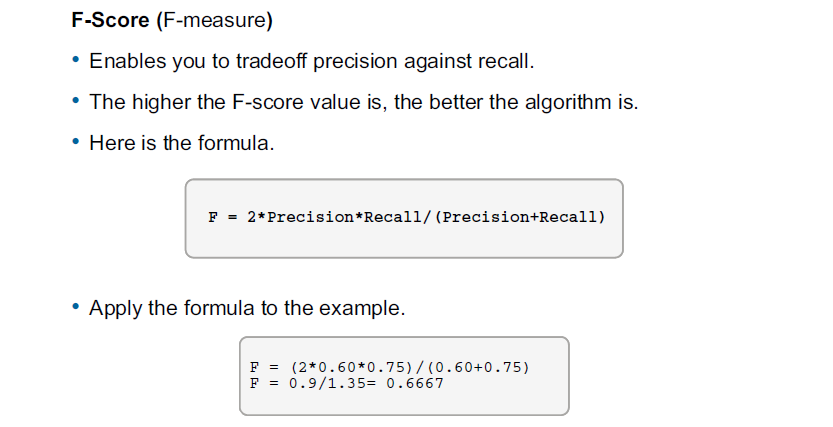 F-Score (F-measure)
• Enables you to tradeoff precision against recall.
• The higher the F-score value is, the better the algorithm is.
• Here is the formula.
F = 2*Precision*Recall/(Precision+Recall)
• Apply the formula to the example.
F = (2*0.60*0.75)/(0.60+0.75)
F = 0.9/1.35= 0.6667